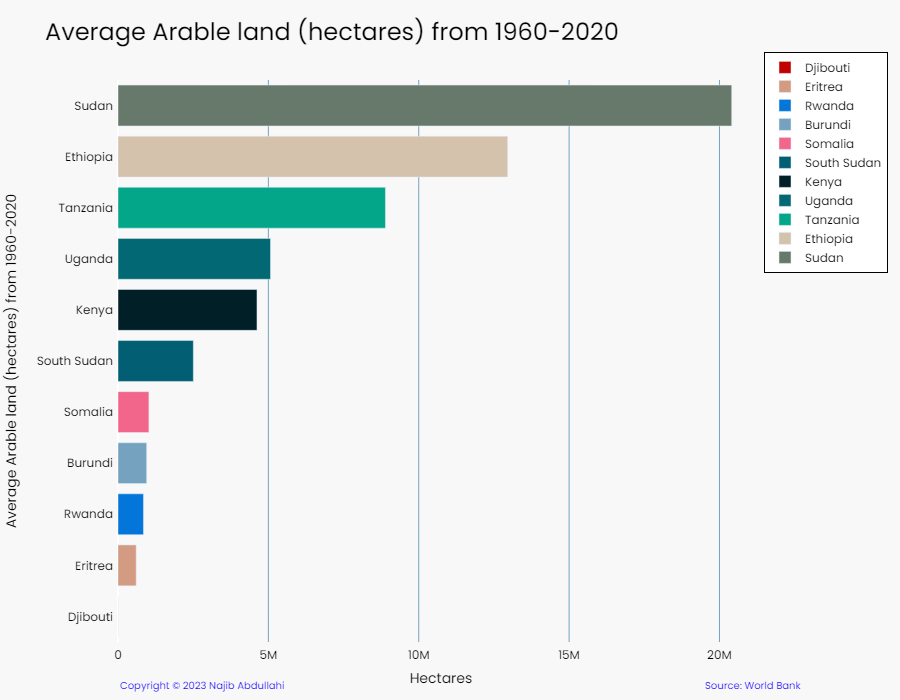 Average Arable land (hectares) from 1960-2020
Djibouti
Eritrea
Rwanda
Burundi
Somalia
South Sudan
Kenya
Uganda
Tanzania
Ethiopia
Sudan
Average Arable land (hectares) from 1960-2020
Sudan
Ethiopia
Tanzania
Uganda
Kenya
South Sudan
Somalia
Burundi
Rwanda
Eritrea
Djibouti
0 5M 10M 15M 20M
Hectares
Copyright © 2023 Najib Abdullahi
Source: World Bank